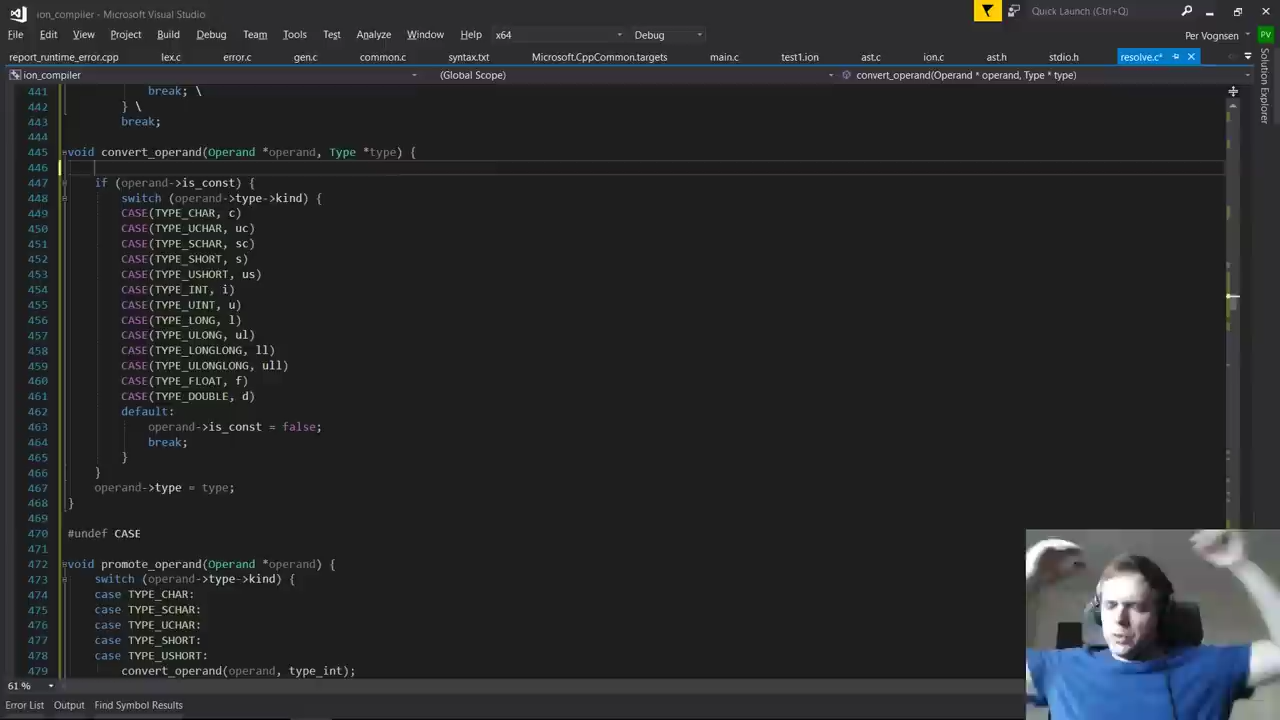 ion_compiler - Microsoft Visual Studio
Quick Launch (Ctrl+Q)
File Edit View Project Build Debug Team Tools Test Analyze Window Help x64 Debug Per Vognsen PV
report_runtime_error.cpp lex.c error.c gen.c common.c syntax.txt Microsoft.CppCommon.targets main.c test1.ion ast.c ion.c ast.h stdio.h resolve.c*
ion_compiler (Global Scope) convert_operand(Operand * operand, Type * type)
Solution Explorer
441 break; \
442 } \
443 break;
444
445 void convert_operand(Operand *operand, Type *type) {
446
447 if (operand->is_const) {
448 switch (operand->type->kind) {
449 CASE(TYPE_CHAR, c)
450 CASE(TYPE_UCHAR, uc)
451 CASE(TYPE_SCHAR, sc)
452 CASE(TYPE_SHORT, s)
453 CASE(TYPE_USHORT, us)
454 CASE(TYPE_INT, i)
455 CASE(TYPE_UINT, u)
456 CASE(TYPE_LONG, l)
457 CASE(TYPE_ULONG, ul)
458 CASE(TYPE_LONGLONG, ll)
459 CASE(TYPE_ULONGLONG, ull)
460 CASE(TYPE_FLOAT, f)
461 CASE(TYPE_DOUBLE, d)
462 default:
463 operand->is_const = false;
464 break;
465 }
466 }
467 operand->type = type;
468 }
469
470 #undef CASE
471
472 void promote_operand(Operand *operand) {
473 switch (operand->type->kind) {
474 case TYPE_CHAR:
475 case TYPE_SCHAR:
476 case TYPE_UCHAR:
477 case TYPE_SHORT:
478 case TYPE_USHORT:
479 convert_operand(operand, type_int);
61 %
Error List Output Find Symbol Results